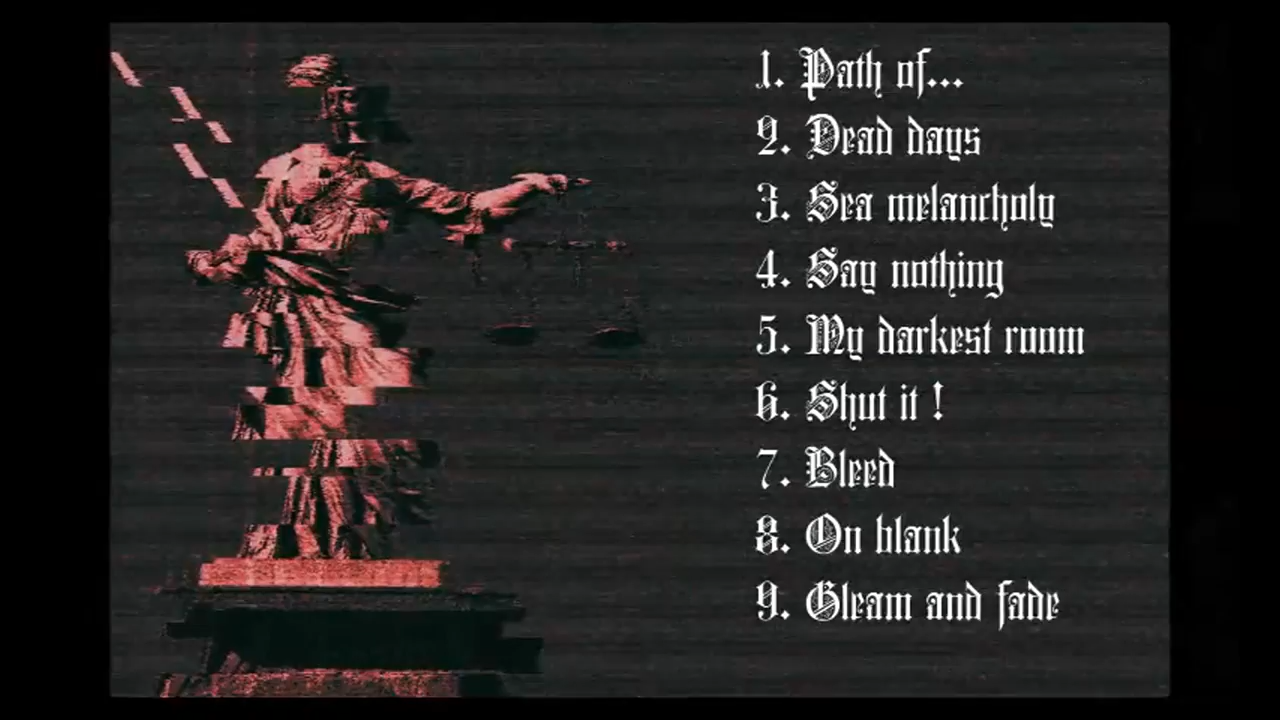 1. Path of...
2. Dead days
3. Sea melancholy
4. Say nothing
5. My darkest room
6. Shut it !
7. Bleed
8. On blank
9. Gleam and fade